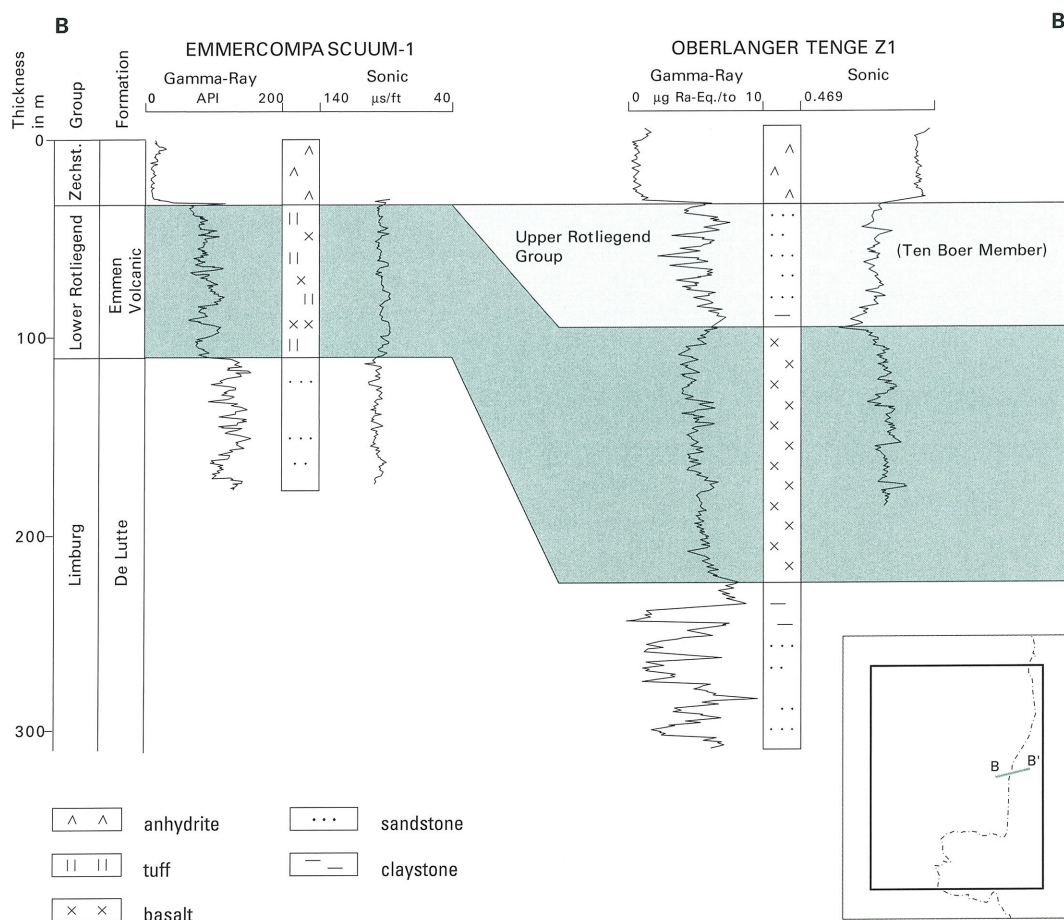 B
B
EMMERCOMPASCUUM-1
OBERLANGER TENGE Z1
Thickness
in m
Group
Formation
Gamma-Ray
Sonic
Gamma-Ray
Sonic
0 API 200
140 µs/ft 40
0 µg Ra-Eq./to 10
0.469
0
100
200
300
Zechst.
Lower Rotliegend
Limburg
Emmen
Volcanic
De Lutte
Upper Rotliegend
Group
(Ten Boer Member)
B B'
anhydrite
sandstone
tuff
claystone
basalt